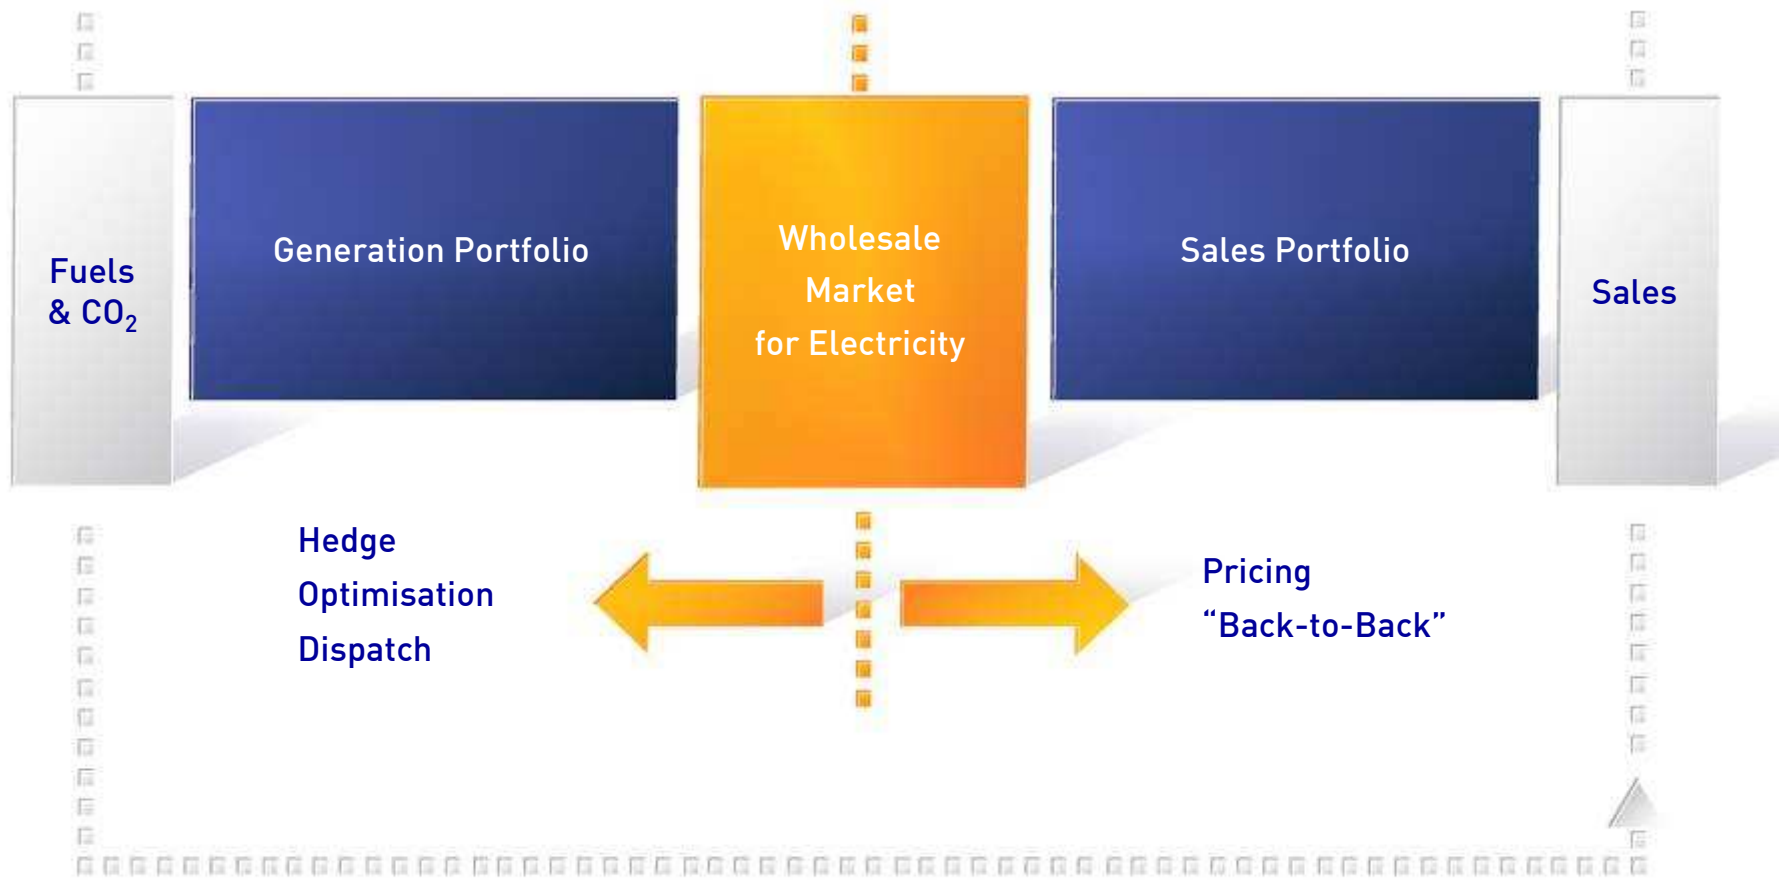 Fuels
& CO₂
Generation Portfolio
Wholesale
Market
for Electricity
Sales Portfolio
Sales
Hedge
Optimisation
Dispatch
Pricing
“Back-to-Back”